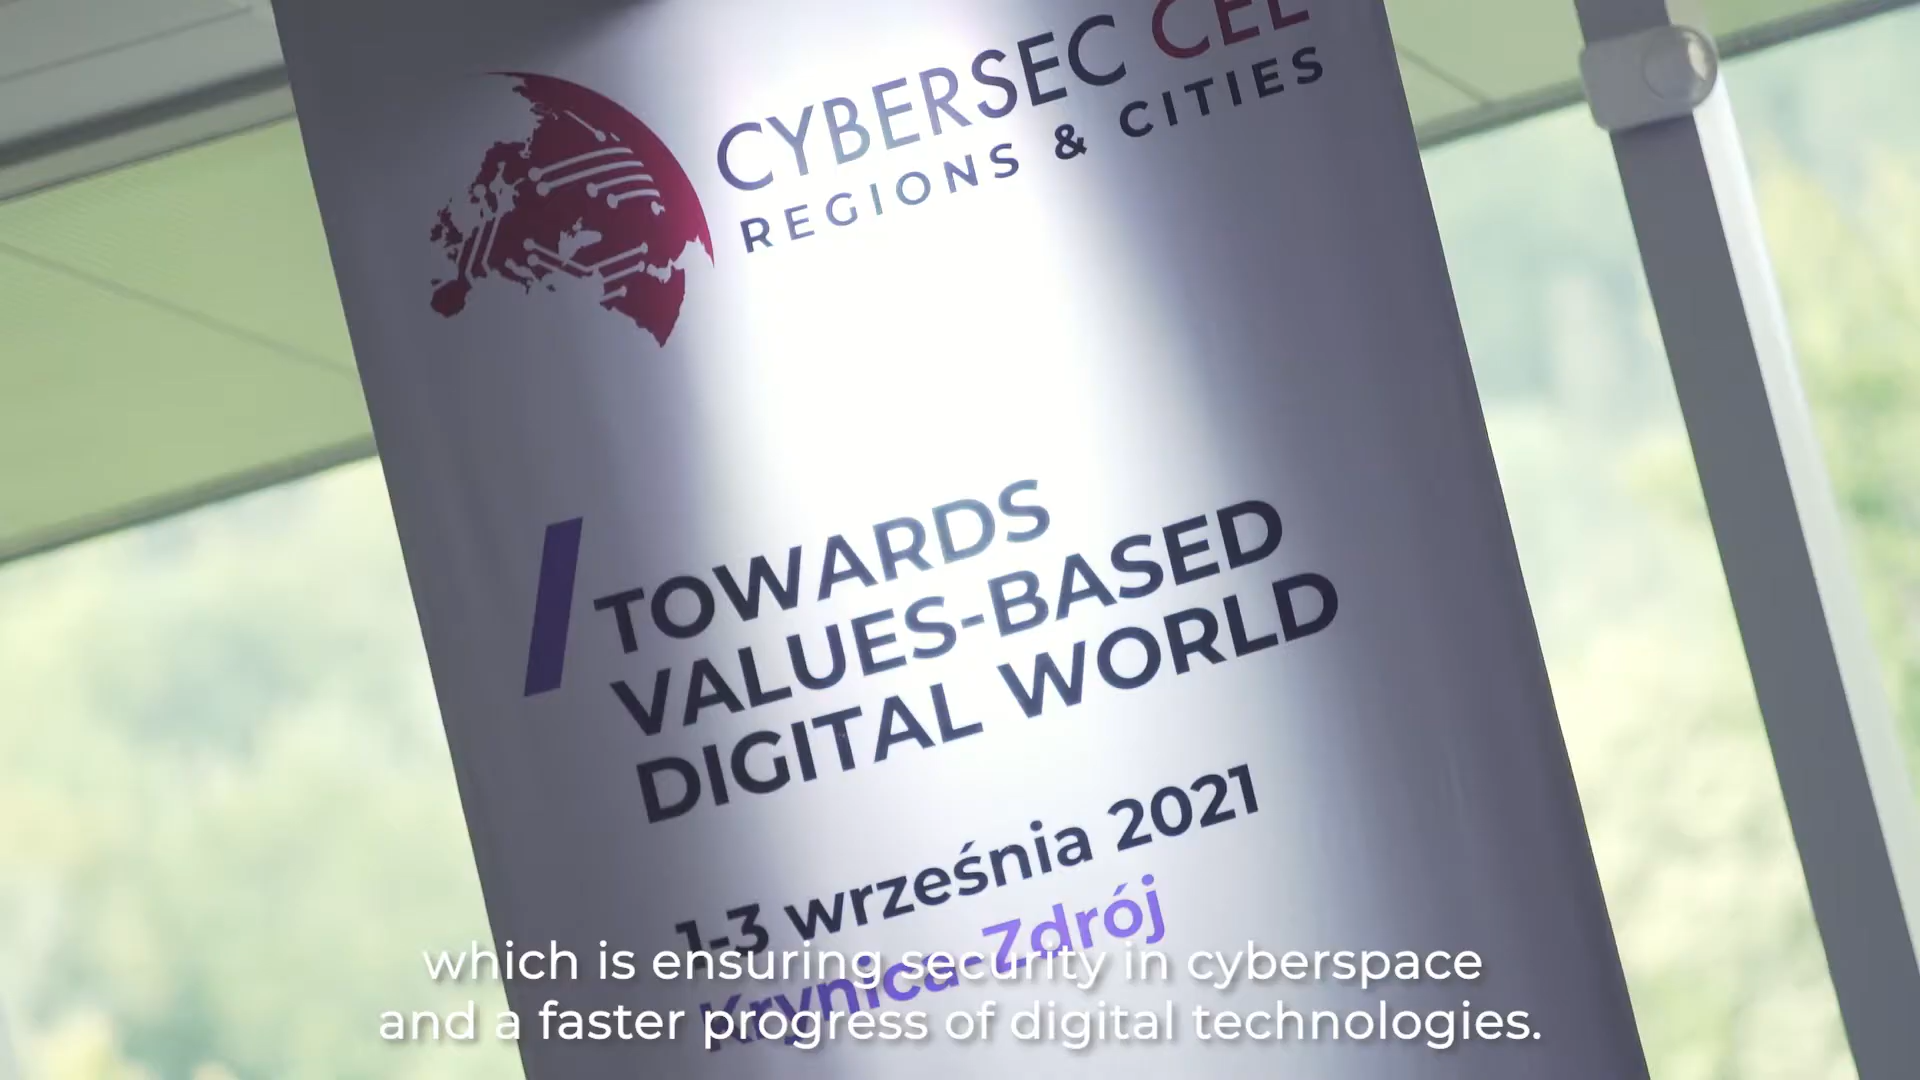 CYBERSEC CEE
REGIONS & CITIES
TOWARDS
VALUES-BASED
DIGITAL WORLD
1-3 września 2021
Krynica-Zdrój
which is ensuring security in cyberspace
and a faster progress of digital technologies.